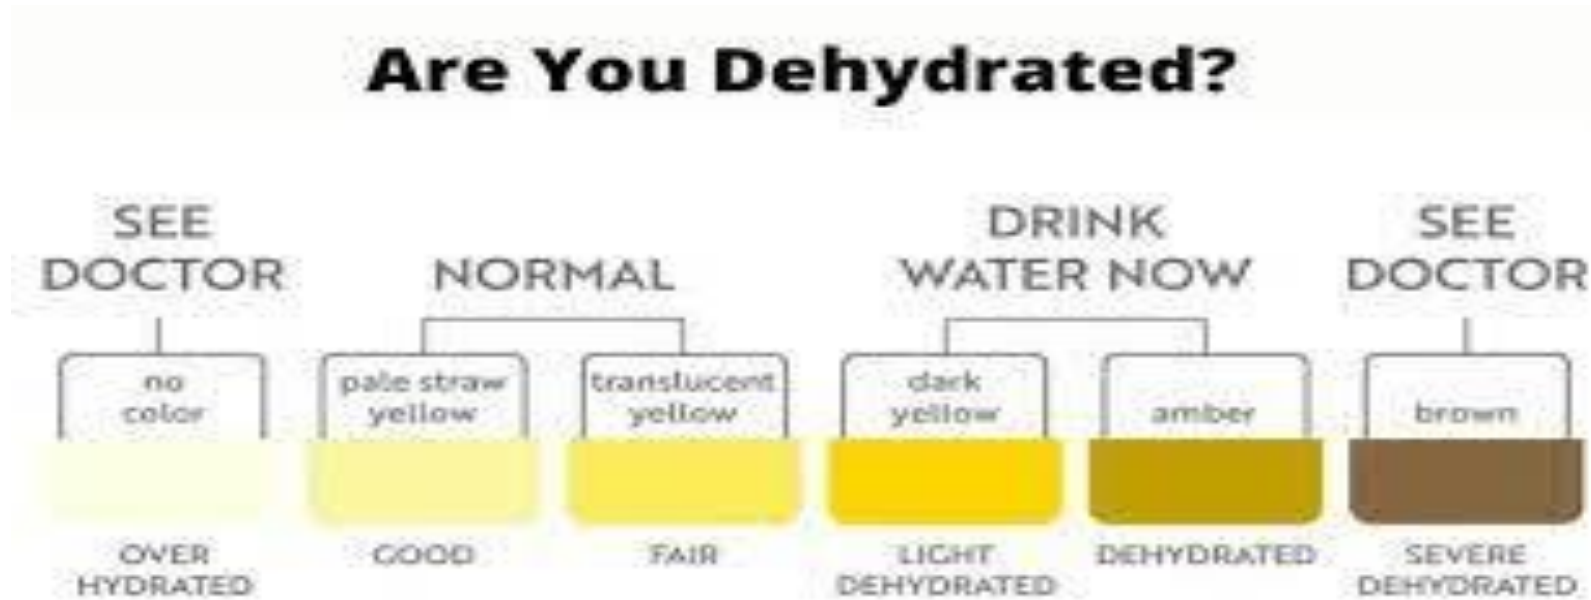 Are You Dehydrated?
SEE
DOCTOR
NORMAL
DRINK
WATER NOW
SEE
DOCTOR
no
color
pale straw
yellow
translucent
yellow
dark
yellow
amber
brown
OVER
HYDRATED
GOOD
FAIR
LIGHT
DEHYDRATED
DEHYDRATED
SEVERE
DEHYDRATED